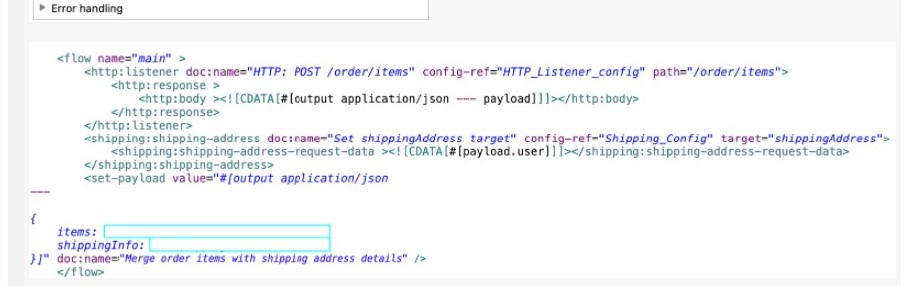 Error handling
<flow name="main" >
<http:listener doc:name="HTTP: POST /order/items" config-ref="HTTP_Listener_config" path="/order/items">
<http:response >
<http:body ><![CDATA[#[output application/json --- payload]]]></http:body>
</http:response>
</http:listener>
<shipping:shipping-address doc:name="Set shippingAddress target" config-ref="Shipping_Config" target="shippingAddress">
<shipping:shipping-address-request-data ><![CDATA[#[payload.user]]]></shipping:shipping-address-request-data>
</shipping:shipping-address>
<set-payload value="#[output application/json
---
{
items:
shippingInfo:
}]" doc:name="Merge order items with shipping address details" />
</flow>